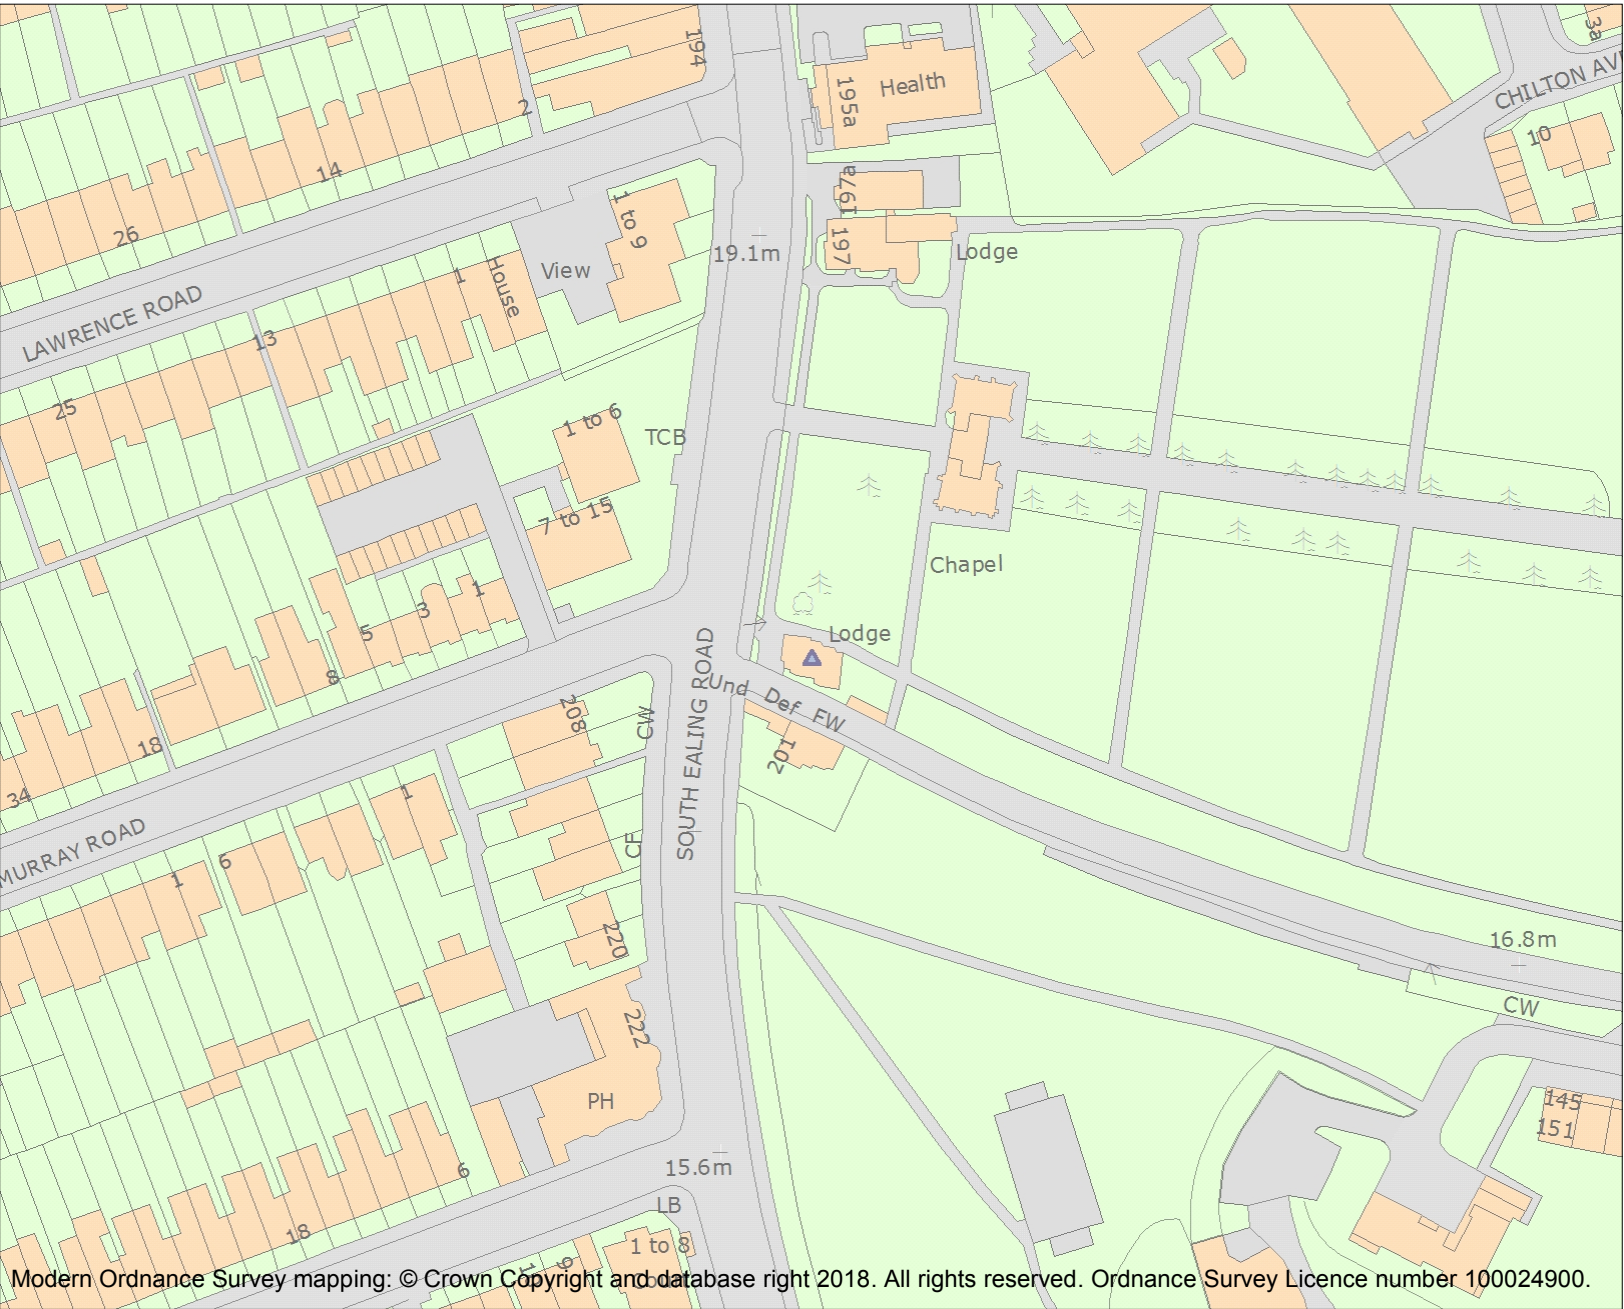 194
195a
Health
3a
CHILTON AV
2
10
14
197a
1 to 9
26
197
Lodge
19.1m
View
House
1
LAWRENCE ROAD
13
25
1 to 6
TCB
7 to 15
Chapel
1
3
5
Lodge
8
SOUTH EALING ROAD
Und Def FW
208
CW
18
201
34
1
MURRAY ROAD
CF
6
1
220
16.8m
CW
222
PH
145
151
6
15.6m
LB
18
1 to 8
9
Modern Ordnance Survey mapping: © Crown Copyright and database right 2018. All rights reserved. Ordnance Survey Licence number 100024900.